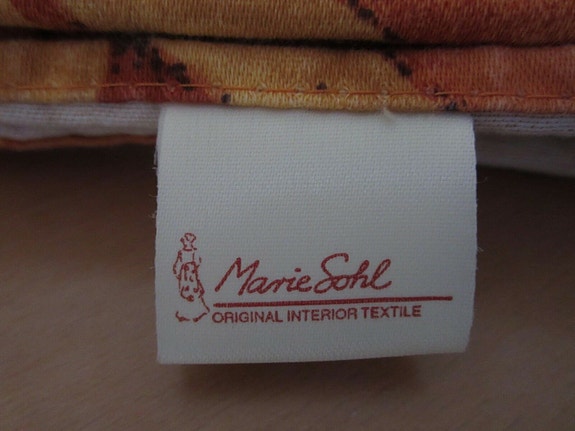 Marie Sohl
ORIGINAL INTERIOR TEXTILE